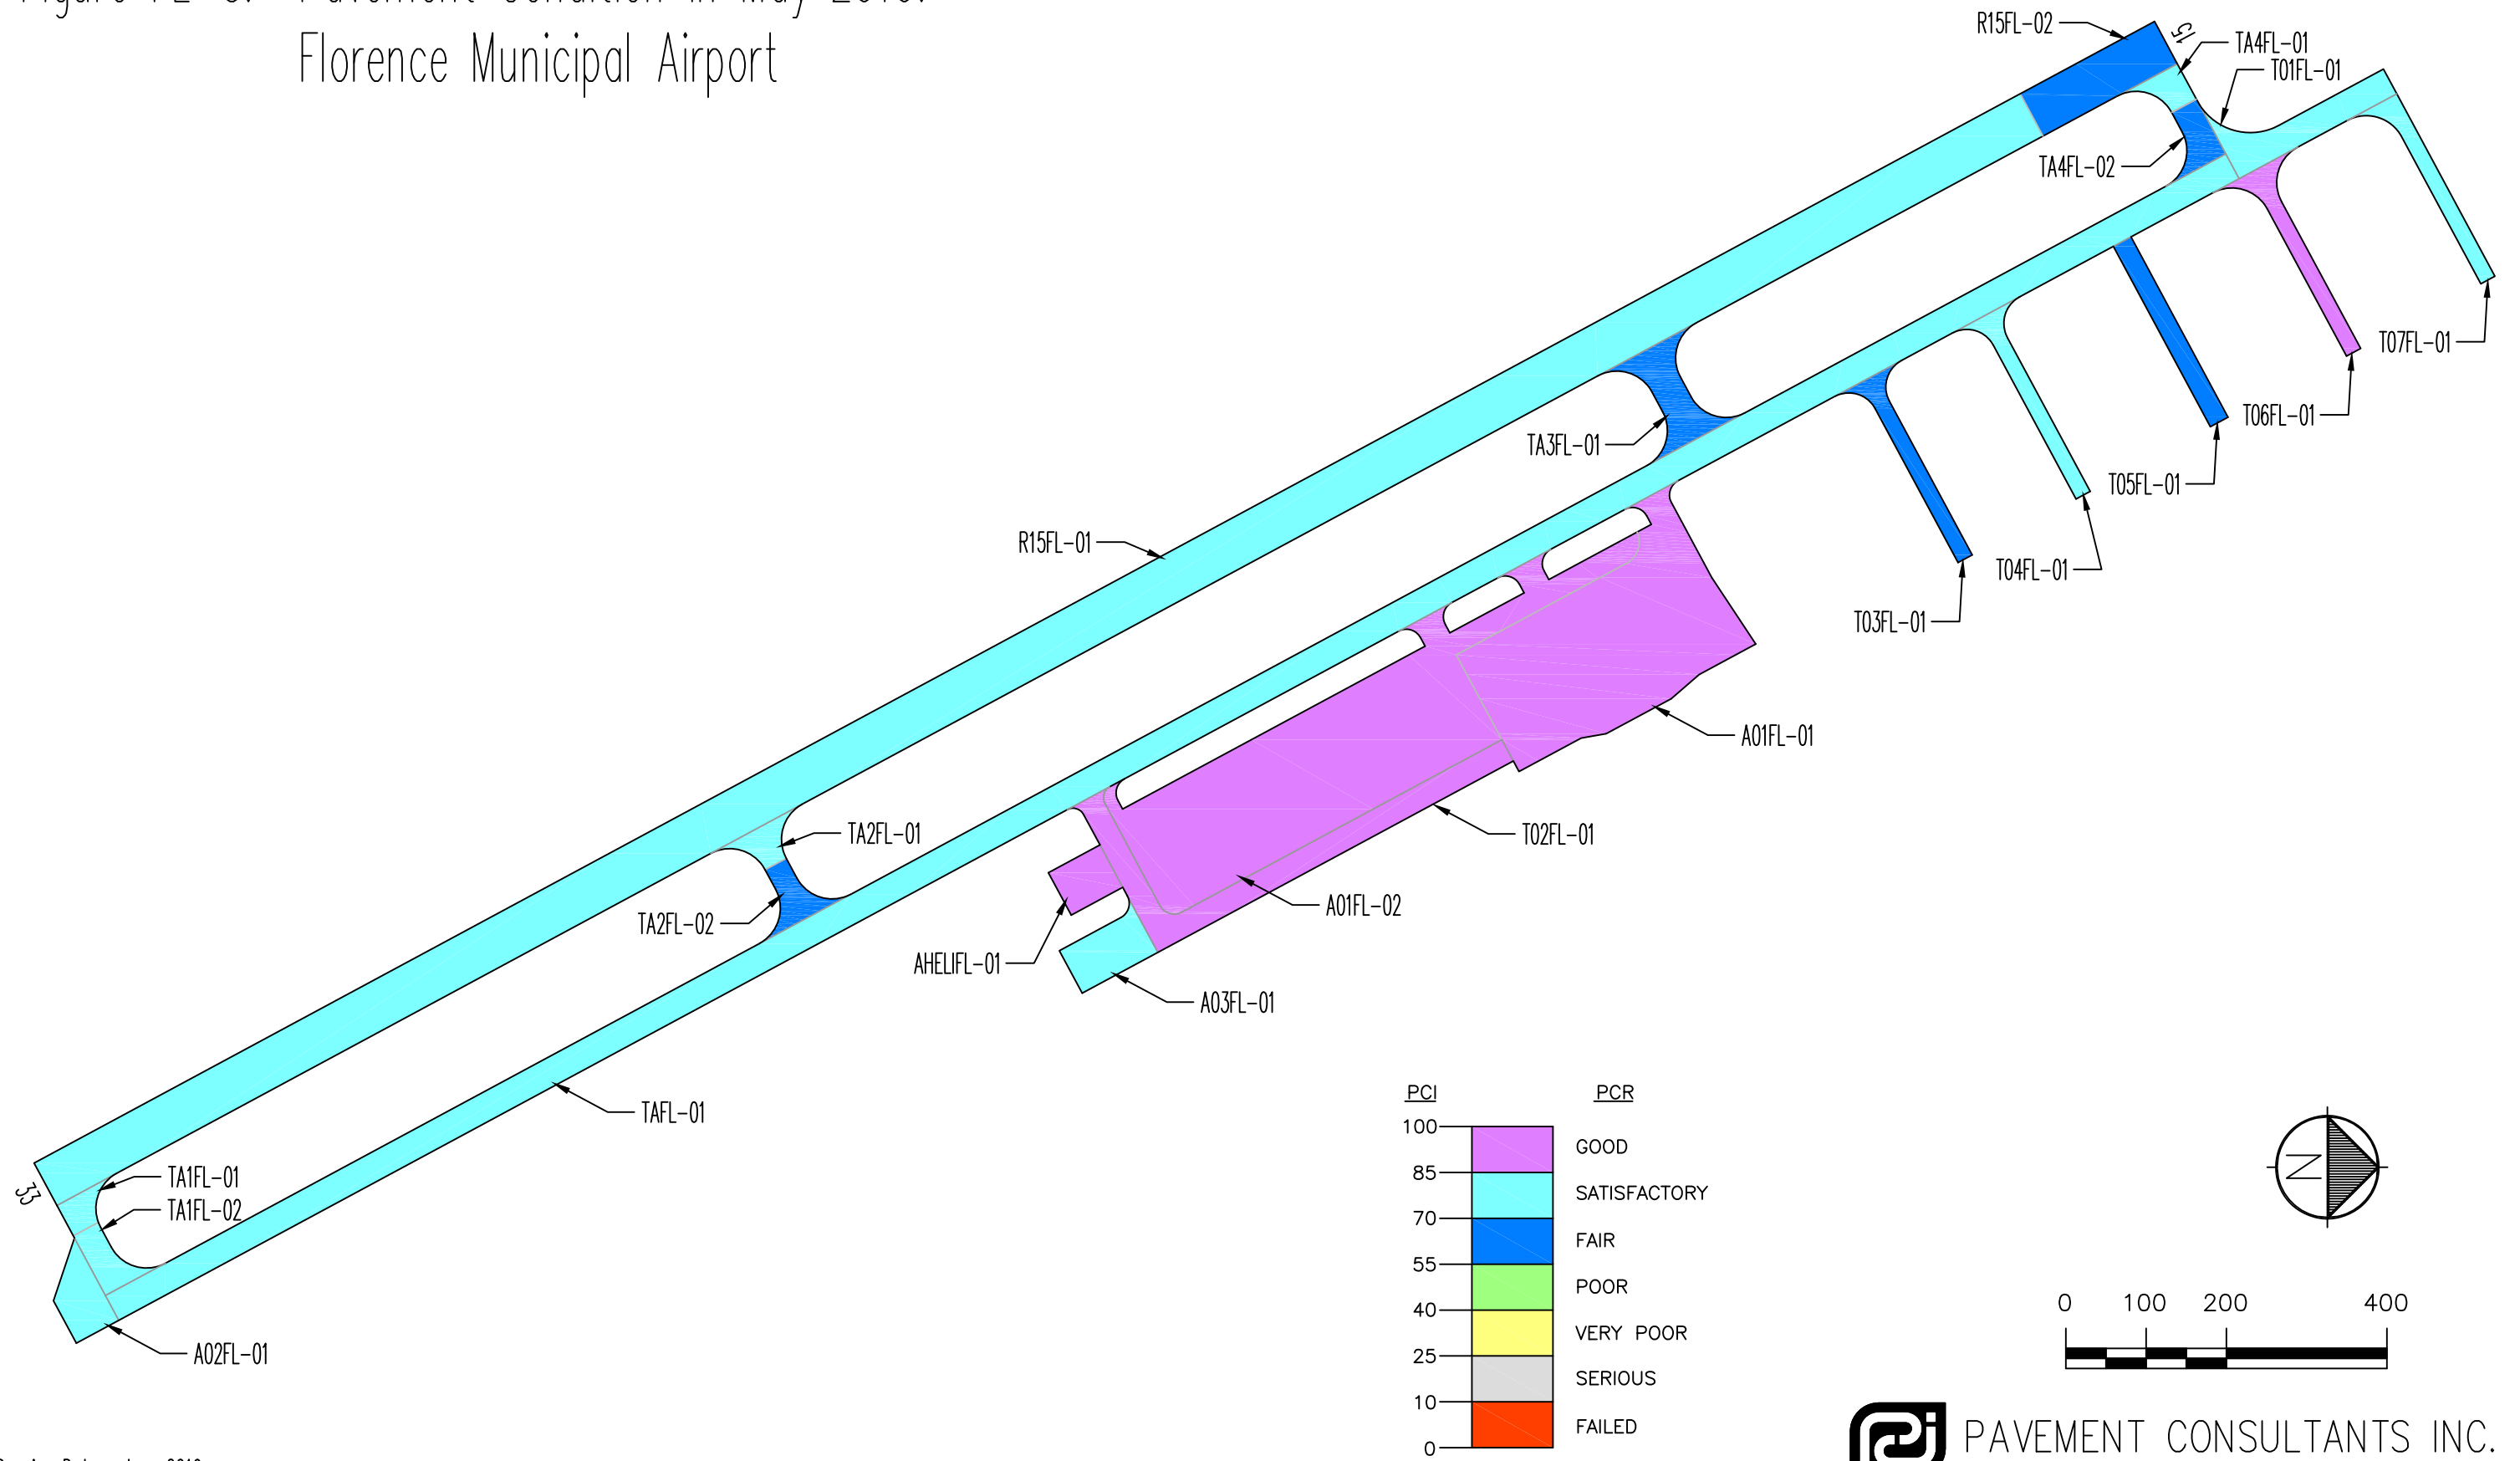 Florence Municipal Airport
R15FL-02
15
TA4FL-01
T01FL-01
TA4FL-02
T07FL-01
T06FL-01
TA3FL-01
T05FL-01
R15FL-01
T04FL-01
T03FL-01
A01FL-01
TA2FL-01
T02FL-01
A01FL-02
TA2FL-02
AHELIFL-01
A03FL-01
TAFL-01
TA1FL-01
33
TA1FL-02
A02FL-01
PCI PCR
100
GOOD
85
SATISFACTORY
70
FAIR
55
POOR
40
VERY POOR
25
SERIOUS
10
FAILED
0
N
0 100 200 400
PAVEMENT CONSULTANTS INC.